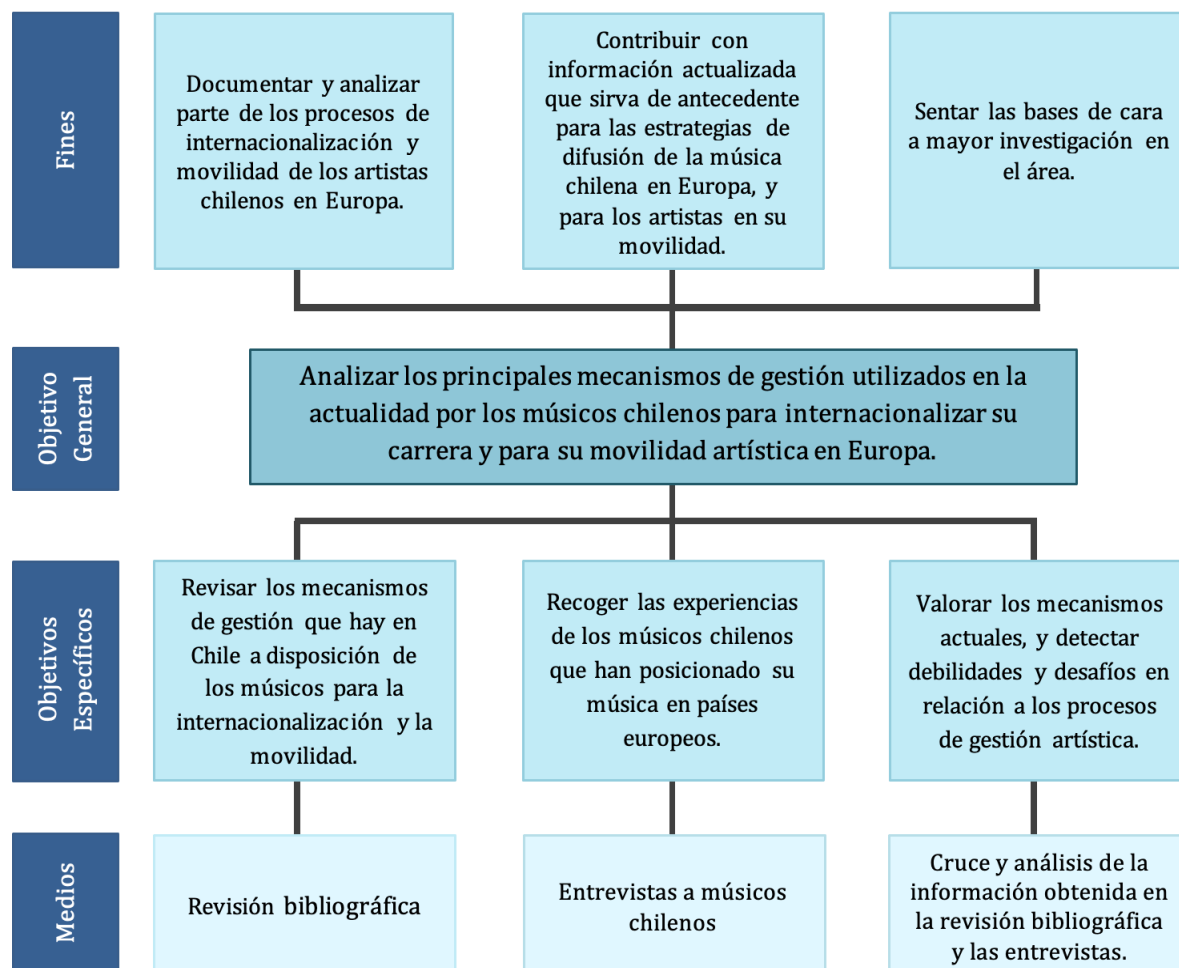 Fines
Documentar y analizar
parte de los procesos de
internacionalización y
movilidad de los artistas
chilenos en Europa.
Contribuir con
información actualizada
que sirva de antecedente
para las estrategias de
difusión de la música
chilena en Europa, y
para los artistas en su
movilidad.
Sentar las bases de cara
a mayor investigación en
el área.
Objetivo
General
Analizar los principales mecanismos de gestión utilizados en la
actualidad por los músicos chilenos para internacionalizar su
carrera y para su movilidad artística en Europa.
Objetivos
Específicos
Revisar los mecanismos
de gestión que hay en
Chile a disposición de
los músicos para la
internacionalización y la
movilidad.
Recoger las experiencias
de los músicos chilenos
que han posicionado su
música en países
europeos.
Valorar los mecanismos
actuales, y detectar
debilidades y desafíos en
relación a los procesos
de gestión artística.
Medios
Revisión bibliográfica
Entrevistas a músicos
chilenos
Cruce y análisis de la
información obtenida en
la revisión bibliográfica
y las entrevistas.